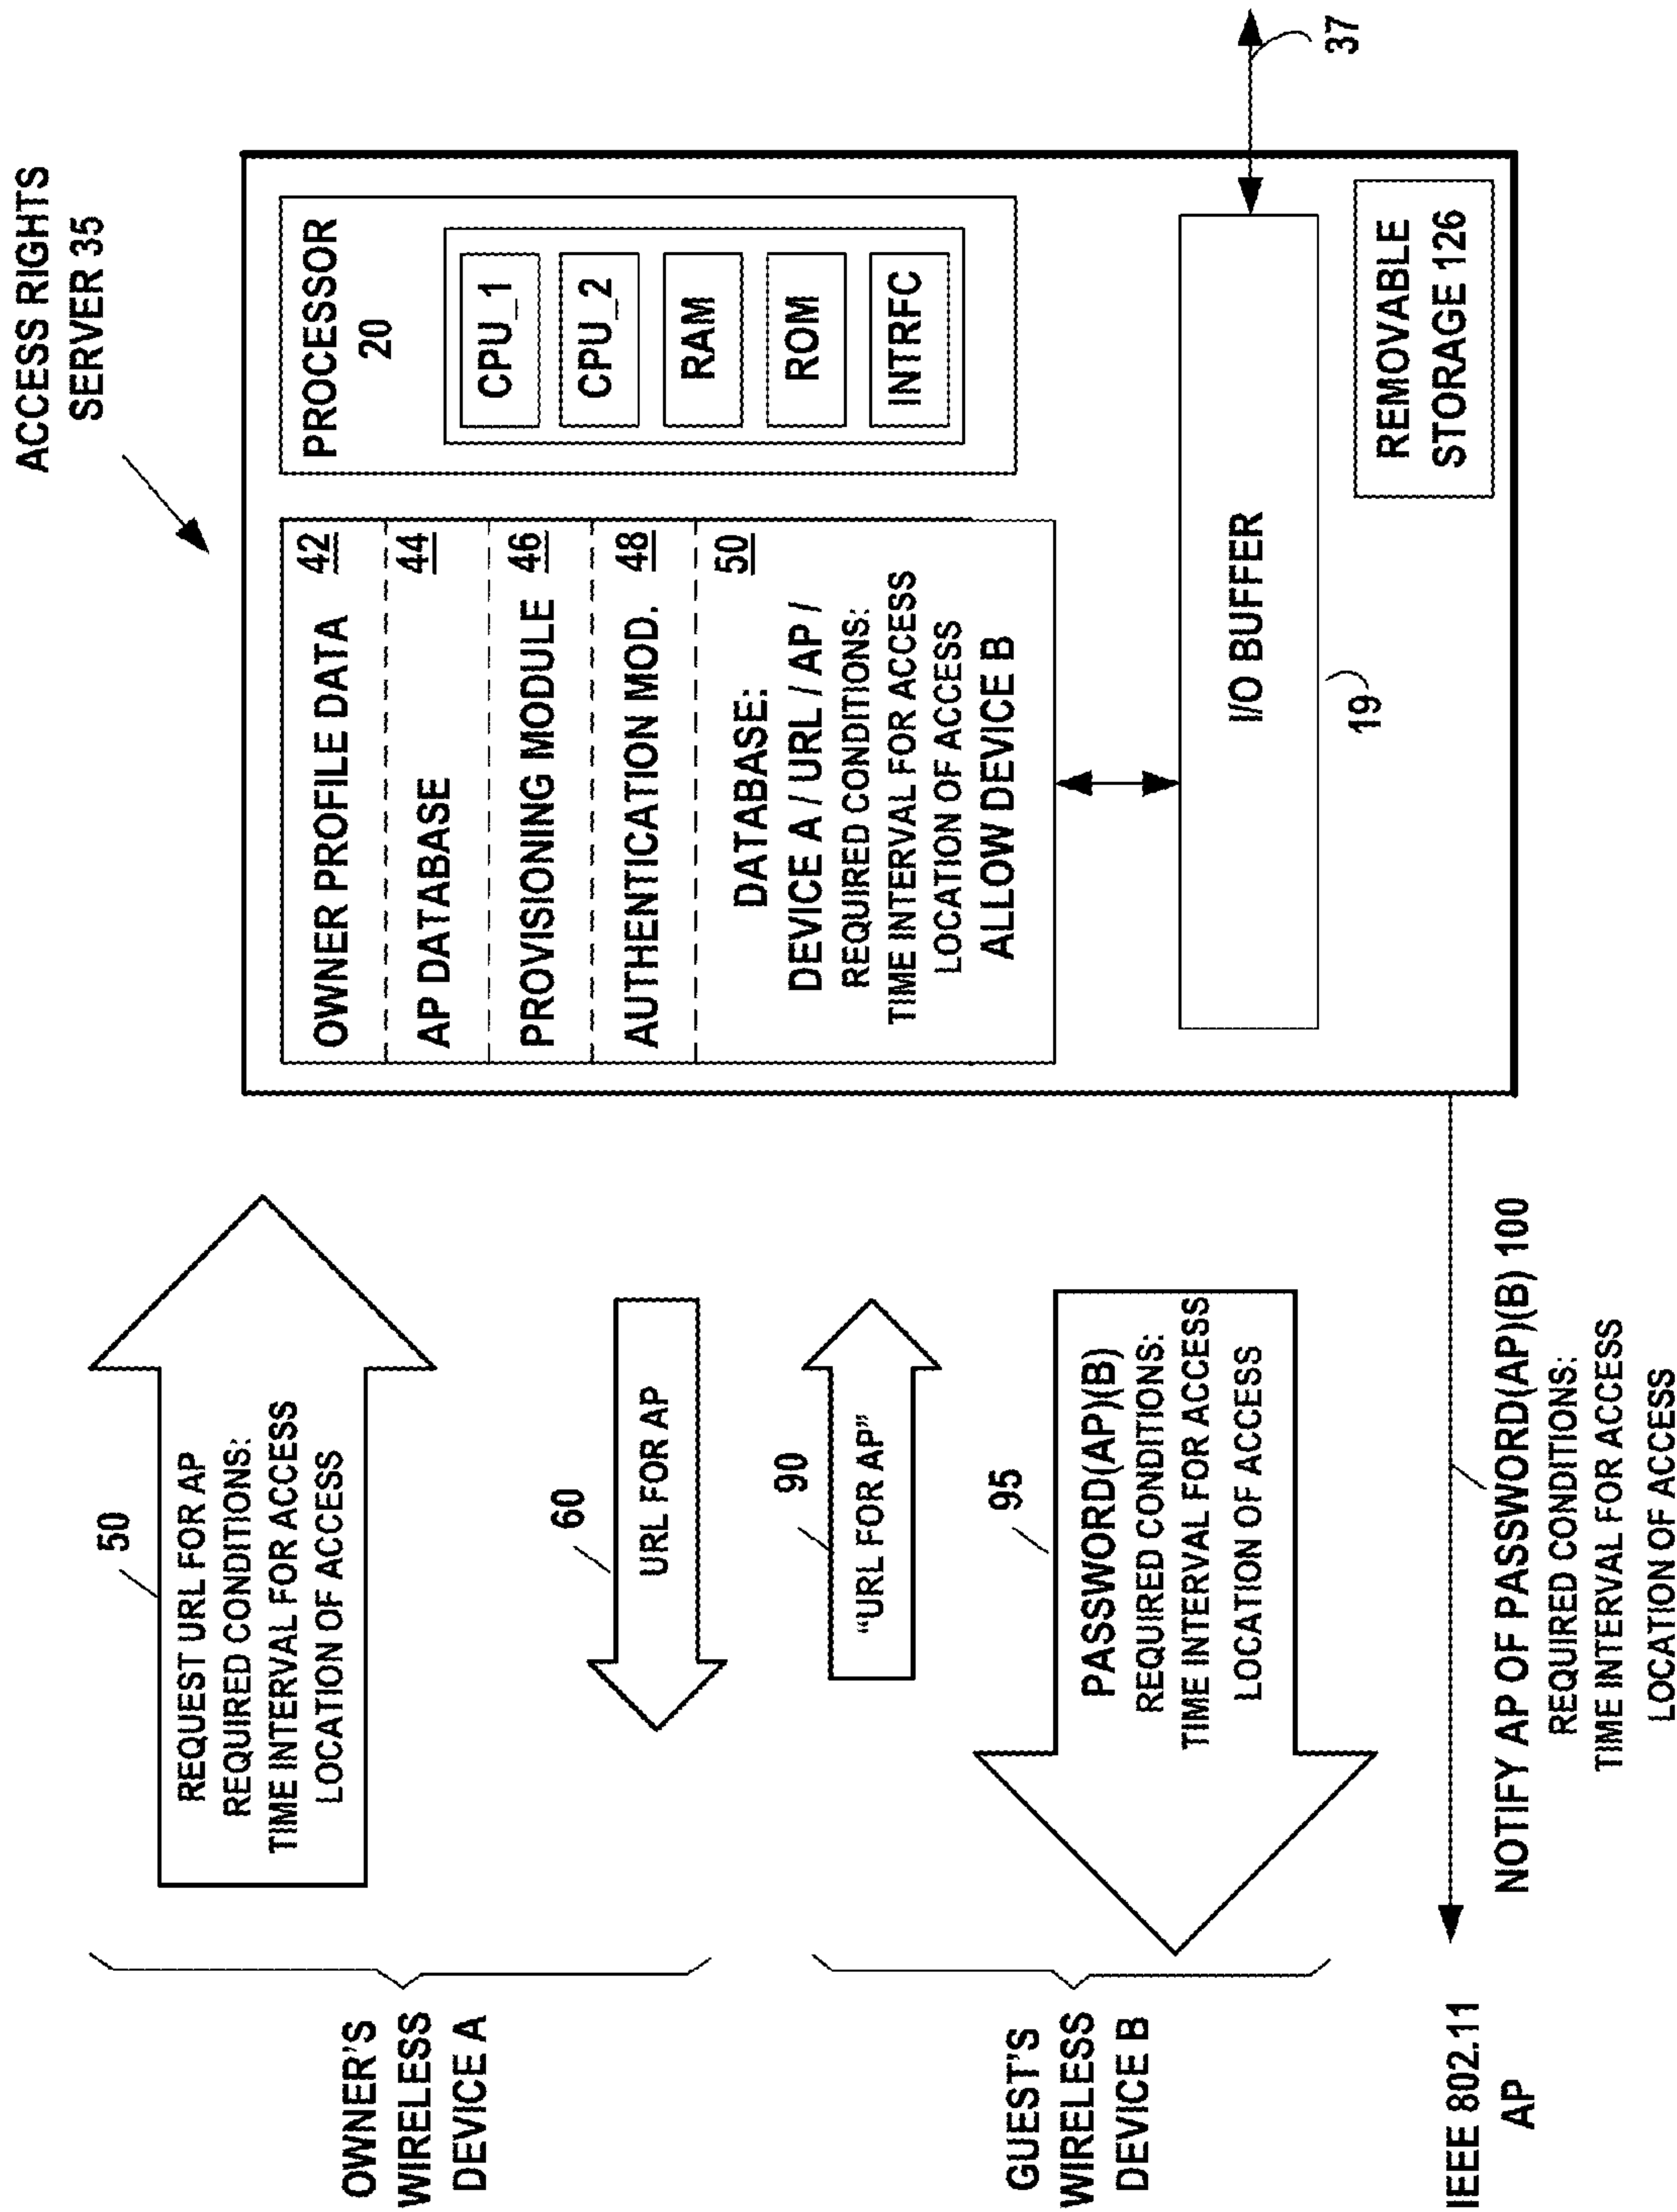 ACCESS RIGHTS
SERVER 35
OWNER'S
WIRELESS
DEVICE A
50
REQUEST URL FOR AP
REQUIRED CONDITIONS:
TIME INTERVAL FOR ACCESS
LOCATION OF ACCESS
60
URL FOR AP
GUEST'S
WIRELESS
DEVICE B
90
“URL FOR AP”
95
PASSWORD(AP)(B)
REQUIRED CONDITIONS:
TIME INTERVAL FOR ACCESS
LOCATION OF ACCESS
IEEE 802.11
AP
NOTIFY AP OF PASSWORD(AP)(B) 100
REQUIRED CONDITIONS:
TIME INTERVAL FOR ACCESS
LOCATION OF ACCESS
OWNER PROFILE DATA 42
AP DATABASE 44
PROVISIONING MODULE 46
AUTHENTICATION MOD. 48
DATABASE: 50
DEVICE A / URL / AP /
REQUIRED CONDITIONS:
TIME INTERVAL FOR ACCESS
LOCATION OF ACCESS
ALLOW DEVICE B
PROCESSOR
20
CPU_1
CPU_2
RAM
ROM
INTRFC
I/O BUFFER
19
REMOVABLE
STORAGE 126
37